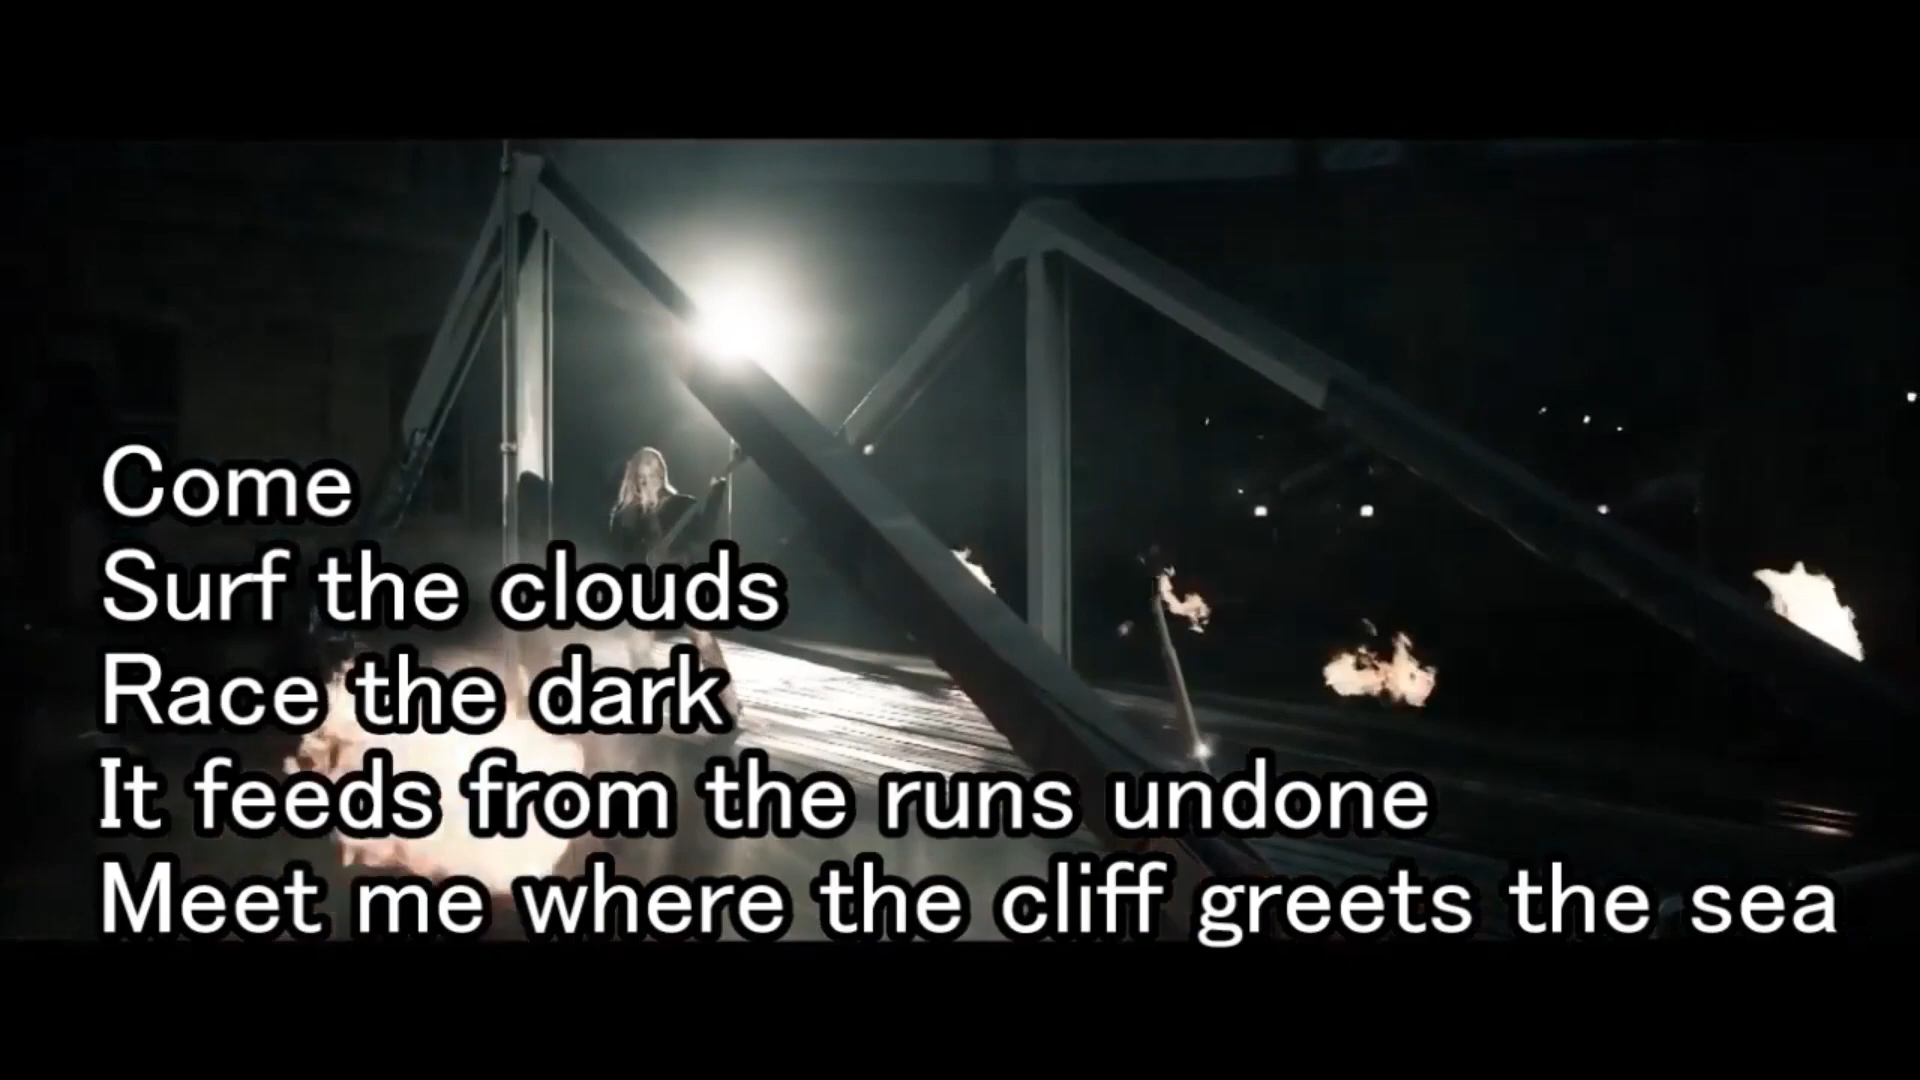 Come
Surf the clouds
Race the dark
It feeds from the runs undone
Meet me where the cliff greets the sea